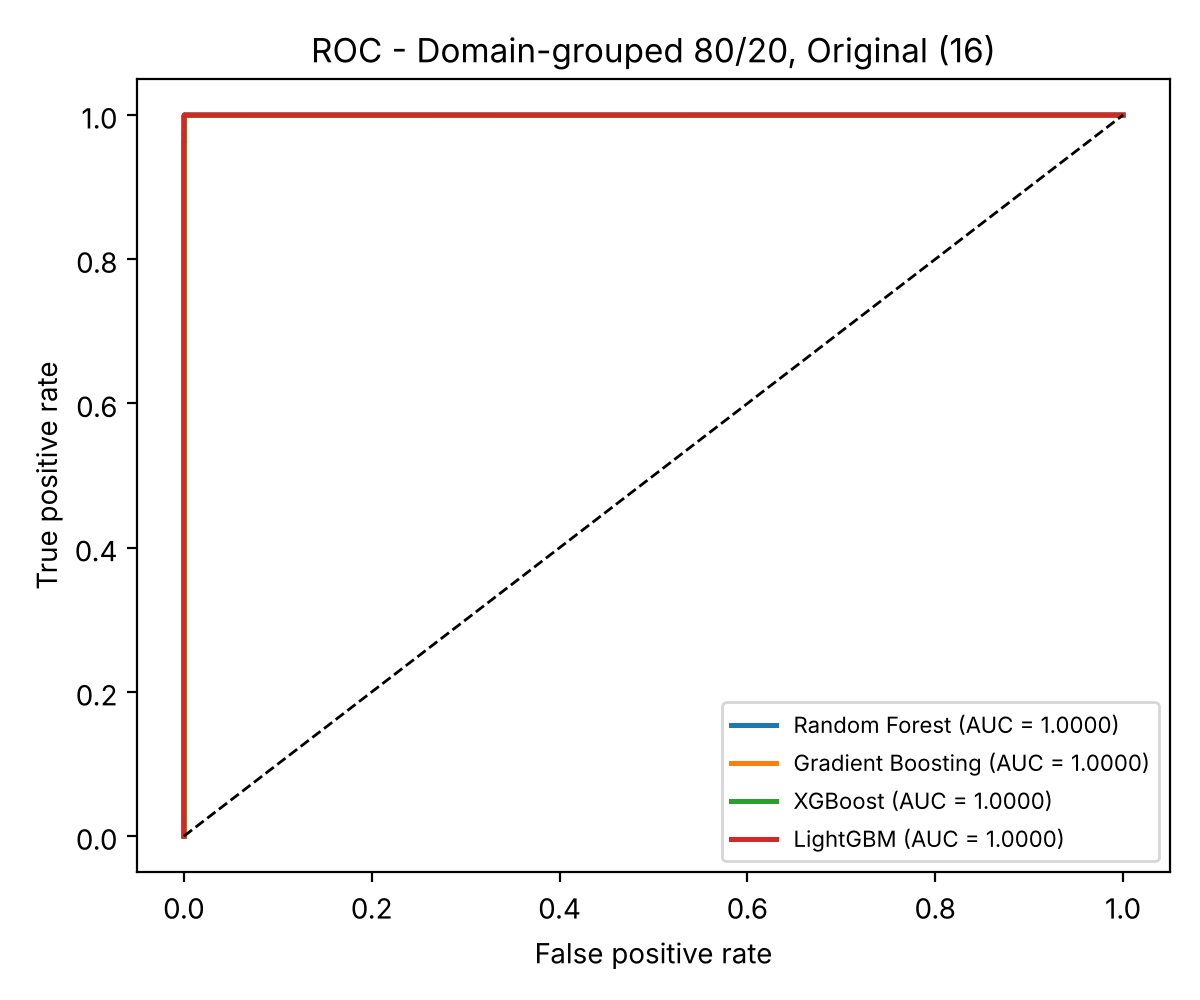 ROC - Domain-grouped 80/20, Original (16)
1.0
0.8
0.6
0.4
0.2
0.0
True positive rate
Random Forest (AUC = 1.0000)
Gradient Boosting (AUC = 1.0000)
XGBoost (AUC = 1.0000)
LightGBM (AUC = 1.0000)
0.0 0.2 0.4 0.6 0.8 1.0
False positive rate